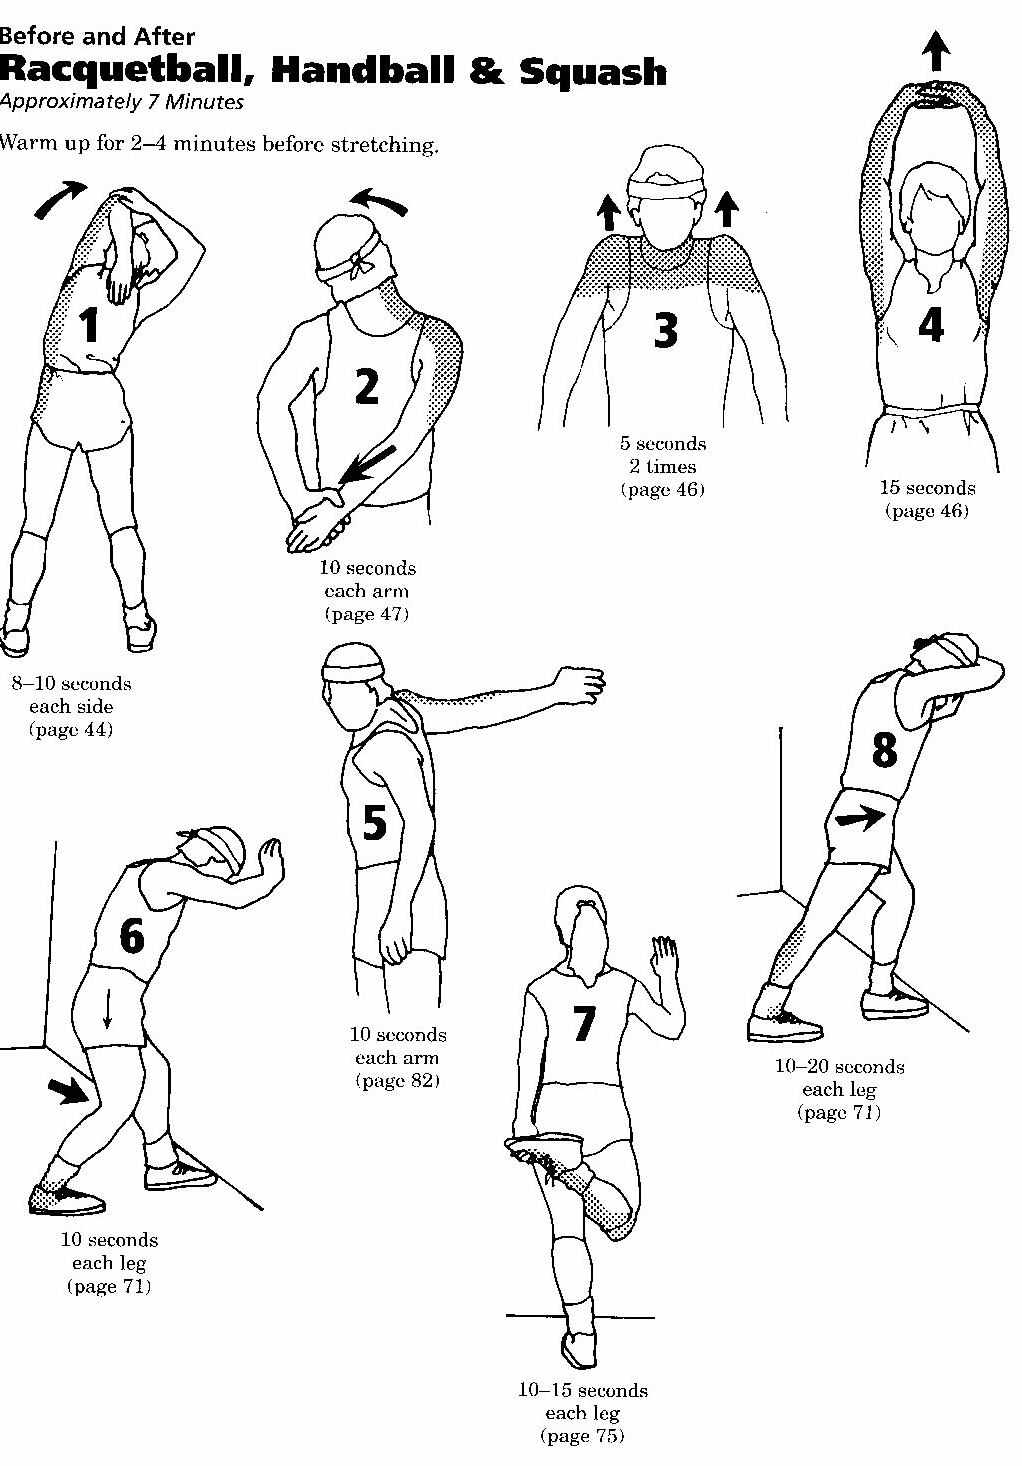 Before and After
Racquetball, Handball & Squash
Approximately 7 Minutes
Warm up for 2–4 minutes before stretching.
1
8–10 seconds
each side
(page 44)
2
10 seconds
each arm
(page 47)
3
5 seconds
2 times
(page 46)
4
15 seconds
(page 46)
5
10 seconds
each arm
(page 82)
6
10 seconds
each leg
(page 71)
7
10–15 seconds
each leg
(page 75)
8
10–20 seconds
each leg
(page 71)